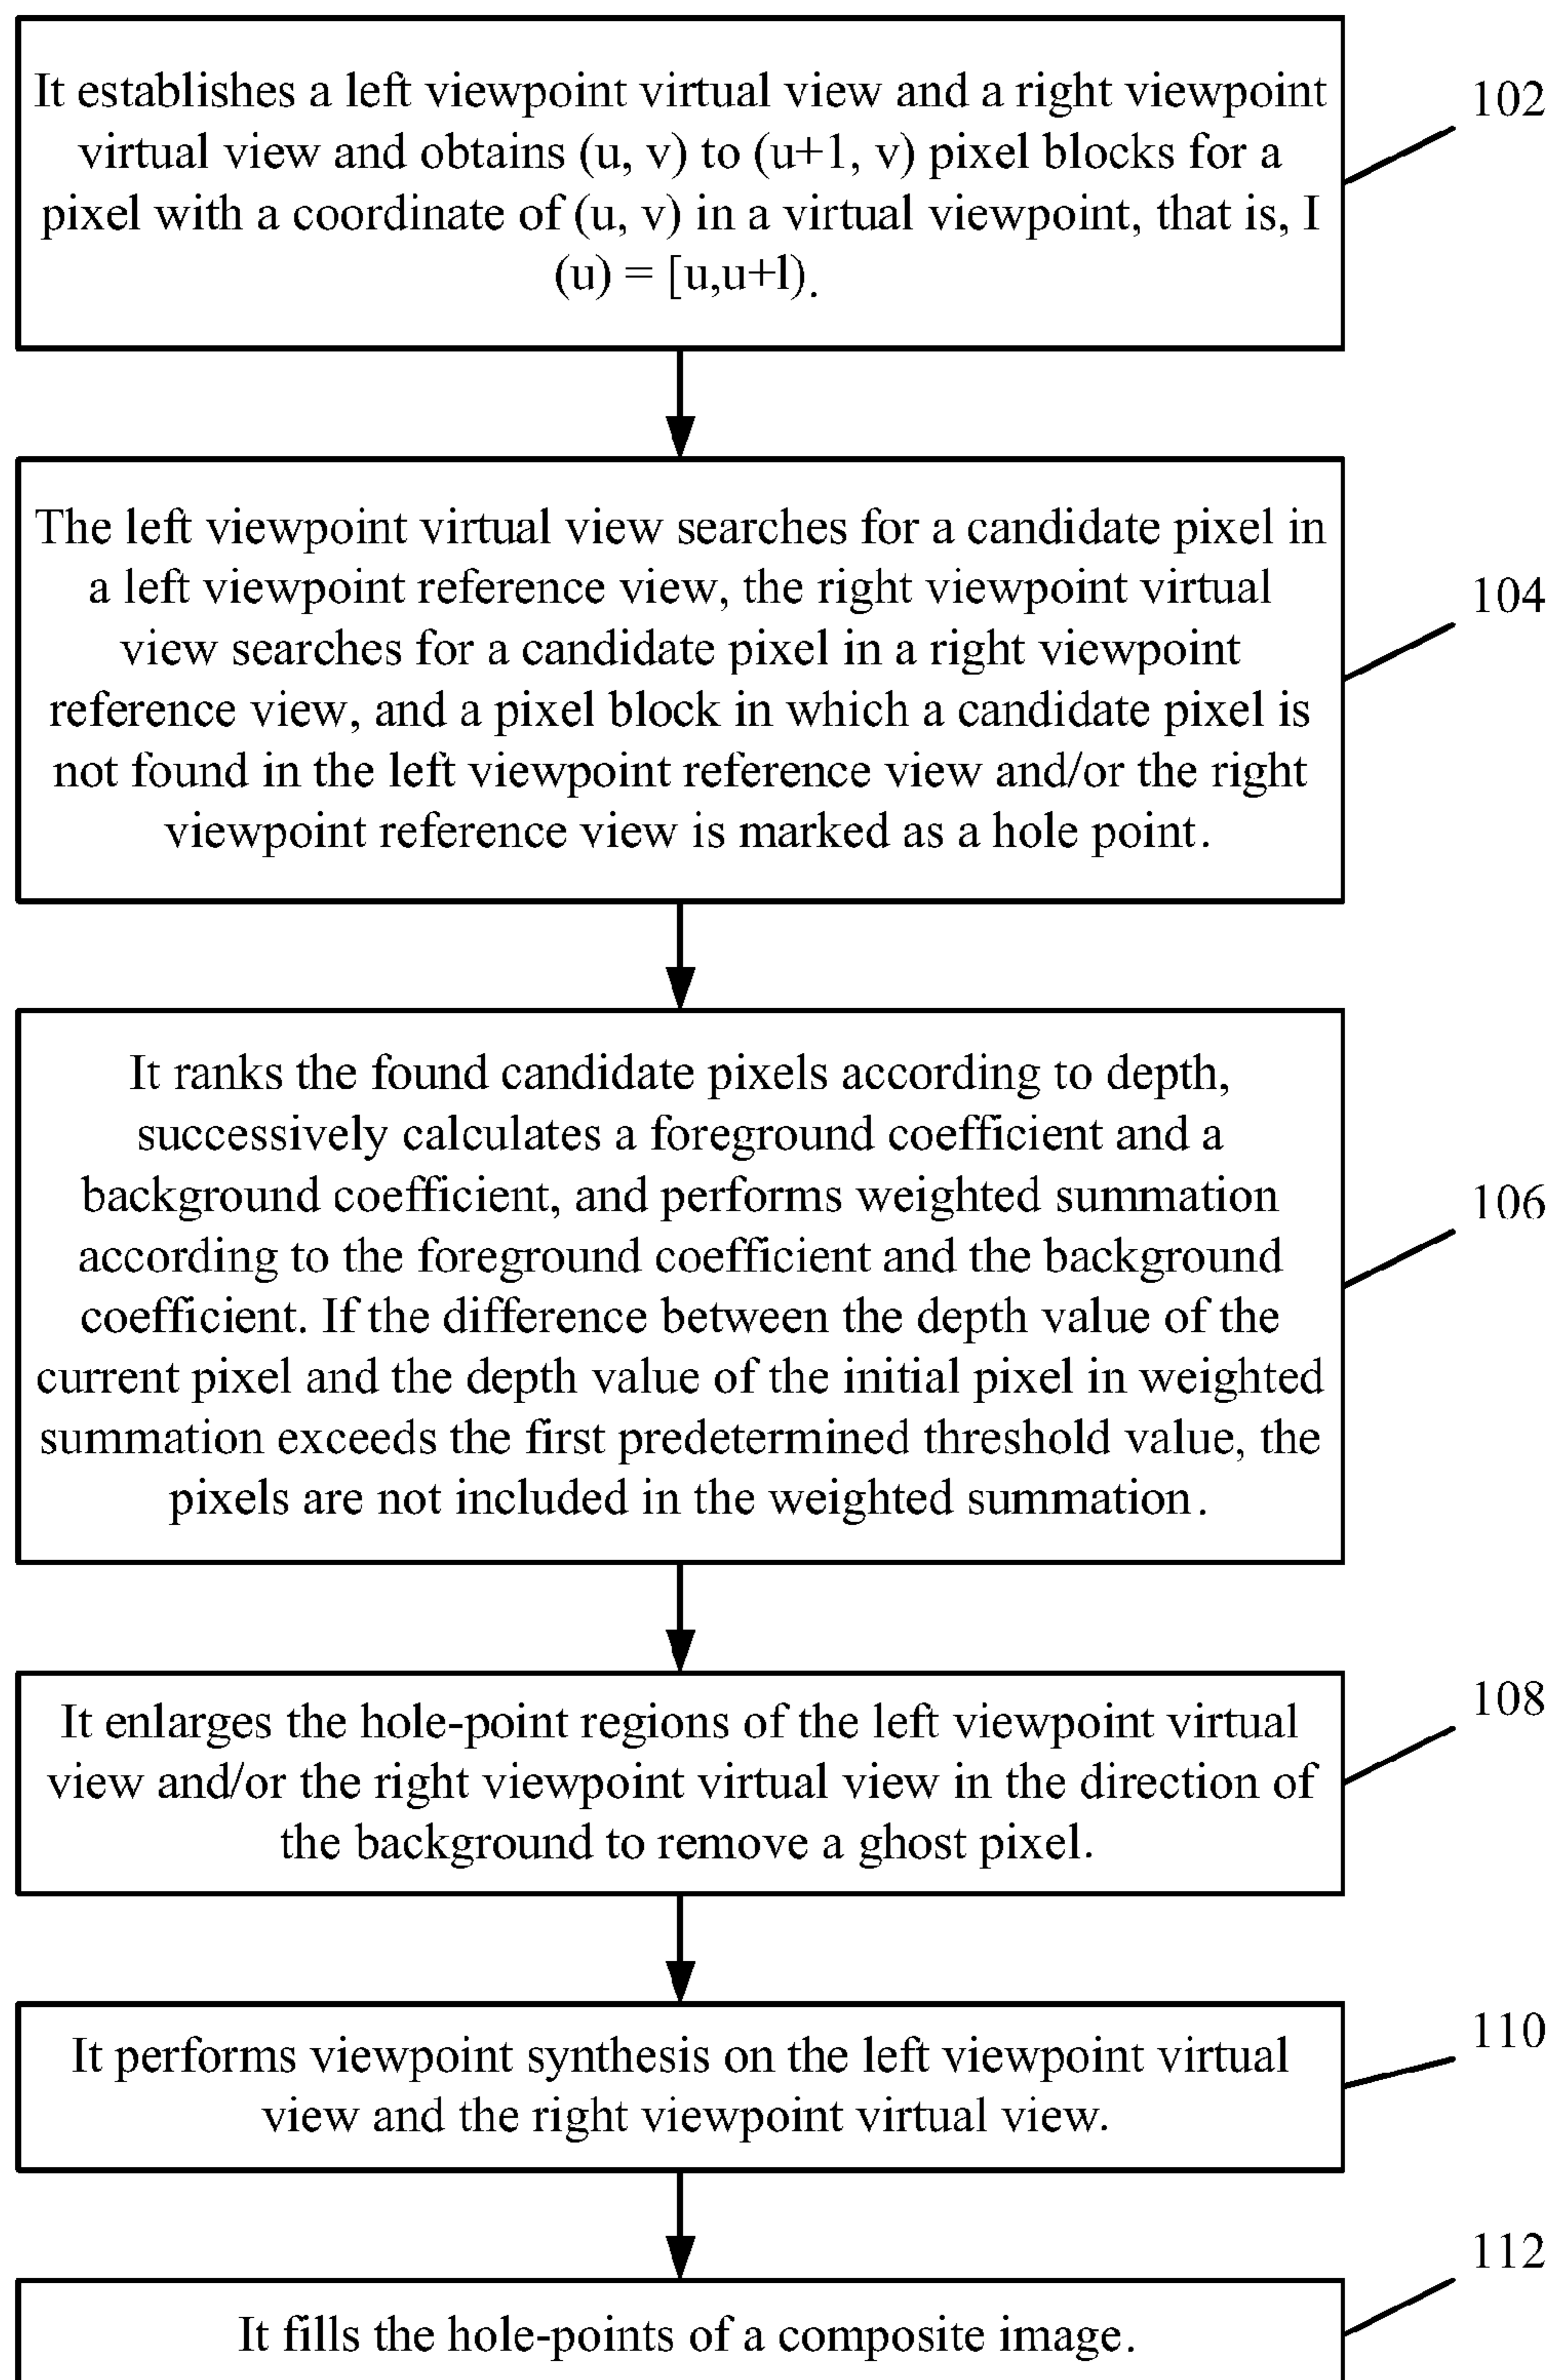 It establishes a left viewpoint virtual view and a right viewpoint
virtual view and obtains (u, v) to (u+1, v) pixel blocks for a
pixel with a coordinate of (u, v) in a virtual viewpoint, that is, I
(u) = [u,u+l).
102
The left viewpoint virtual view searches for a candidate pixel in
a left viewpoint reference view, the right viewpoint virtual
view searches for a candidate pixel in a right viewpoint
reference view, and a pixel block in which a candidate pixel is
not found in the left viewpoint reference view and/or the right
viewpoint reference view is marked as a hole point.
104
It ranks the found candidate pixels according to depth,
successively calculates a foreground coefficient and a
background coefficient, and performs weighted summation
according to the foreground coefficient and the background
coefficient. If the difference between the depth value of the
current pixel and the depth value of the initial pixel in weighted
summation exceeds the first predetermined threshold value, the
pixels are not included in the weighted summation.
106
It enlarges the hole-point regions of the left viewpoint virtual
view and/or the right viewpoint virtual view in the direction of
the background to remove a ghost pixel.
108
It performs viewpoint synthesis on the left viewpoint virtual
view and the right viewpoint virtual view.
110
It fills the hole-points of a composite image.
112